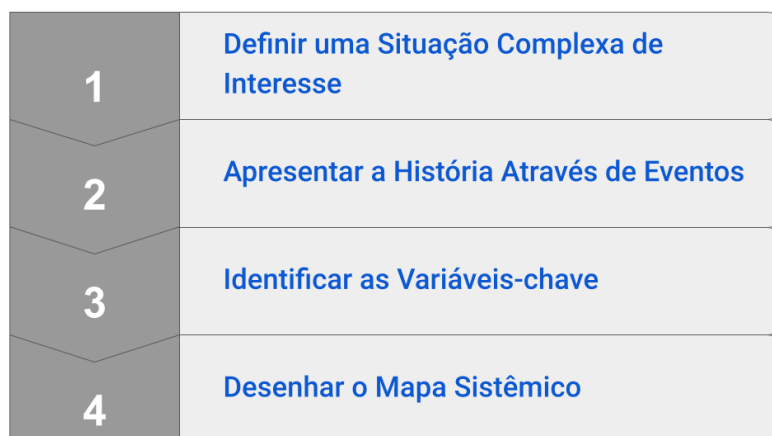 1
Definir uma Situação Complexa de
Interesse
2
Apresentar a História Através de Eventos
3
Identificar as Variáveis-chave
4
Desenhar o Mapa Sistêmico